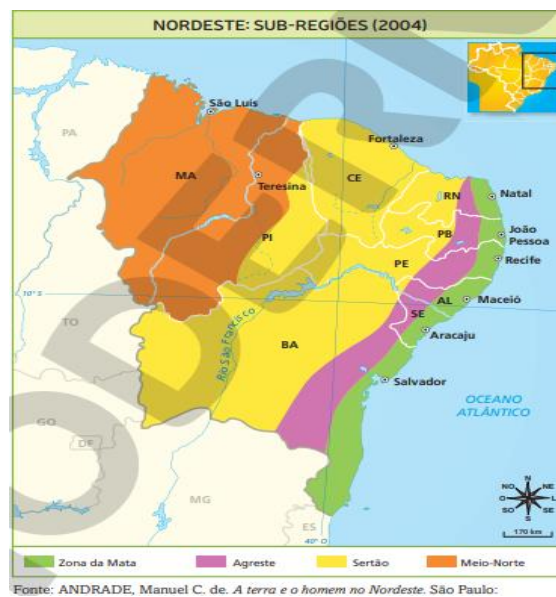 NORDESTE: SUB-REGIÕES (2004)
São Luís
PA
Fortaleza
MA
CE
Teresina
RN
Natal
PI
PB
João
Pessoa
PE
Recife
10° S
AL
Maceió
TO
SE
Rio São Francisco
Aracaju
BA
Salvador
OCEANO
ATLÂNTICO
GO
DF
MG
N
NO
NE
O
L
SO
SE
S
ES
40° O
170 km
Zona da Mata
Agreste
Sertão
Meio-Norte
Fonte: ANDRADE, Manuel C. de. A terra e o homem no Nordeste. São Paulo: